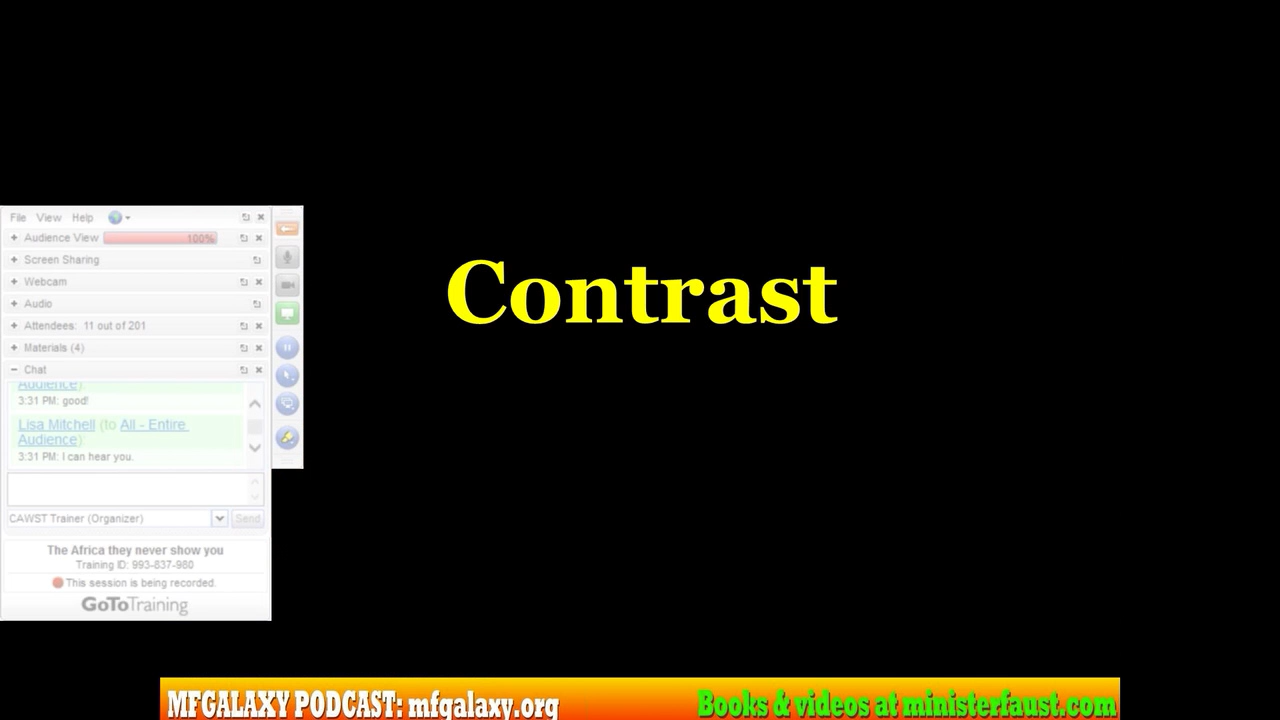 File View Help
Audience View 100%
Screen Sharing
Webcam
Audio
Attendees: 11 out of 201
Materials (4)
Chat
Audience):
3:31 PM: good!
Lisa Mitchell (to All - Entire
Audience):
3:31 PM: I can hear you.
CAWST Trainer (Organizer)
Send
The Africa they never show you
Training ID: 993-837-980
This session is being recorded.
GoToTraining
Contrast
MFGALAXY PODCAST: mfgalaxy.org
Books & videos at ministerfaust.com